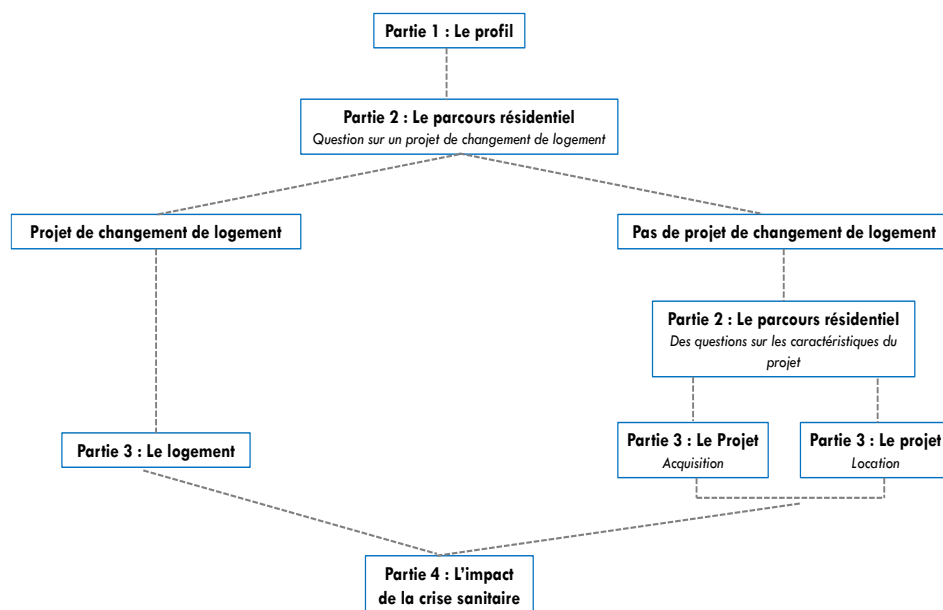 Partie 1 : Le profil
Partie 2 : Le parcours résidentiel
Question sur un projet de changement de logement
Projet de changement de logement
Pas de projet de changement de logement
Partie 2 : Le parcours résidentiel
Des questions sur les caractéristiques du
projet
Partie 3 : Le logement
Partie 3 : Le Projet
Acquisition
Partie 3 : Le projet
Location
Partie 4 : L'impact
de la crise sanitaire